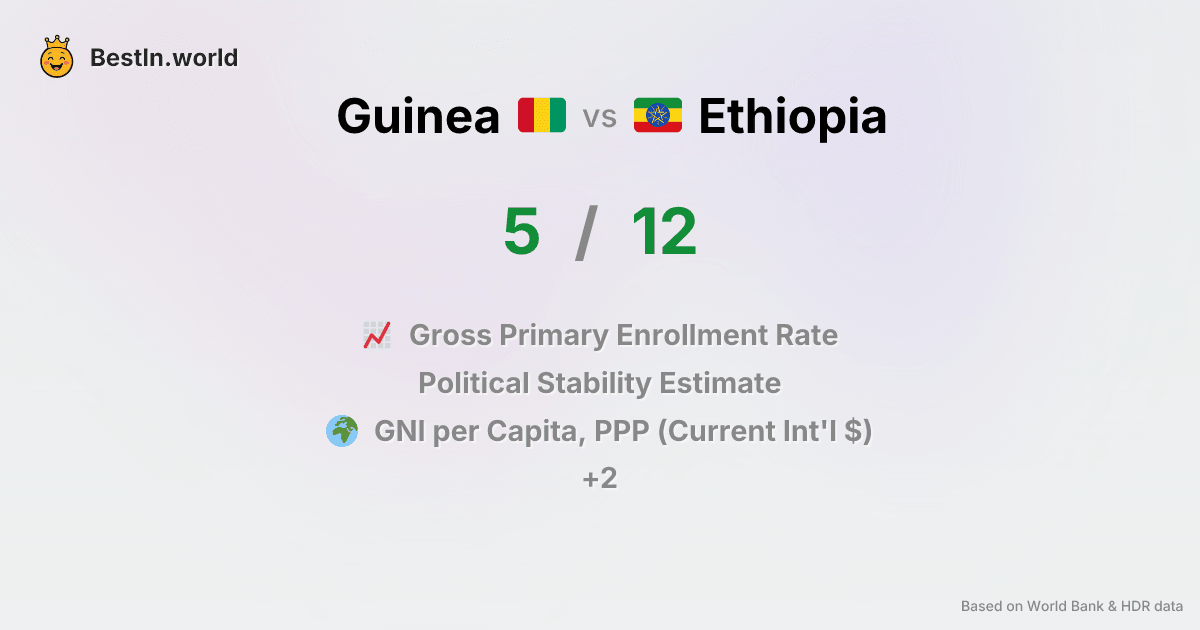 BestIn.world
Guinea vs Ethiopia
5 / 12
Gross Primary Enrollment Rate
Political Stability Estimate
GNI per Capita, PPP (Current Int'l $)
+2
Based on World Bank & HDR data